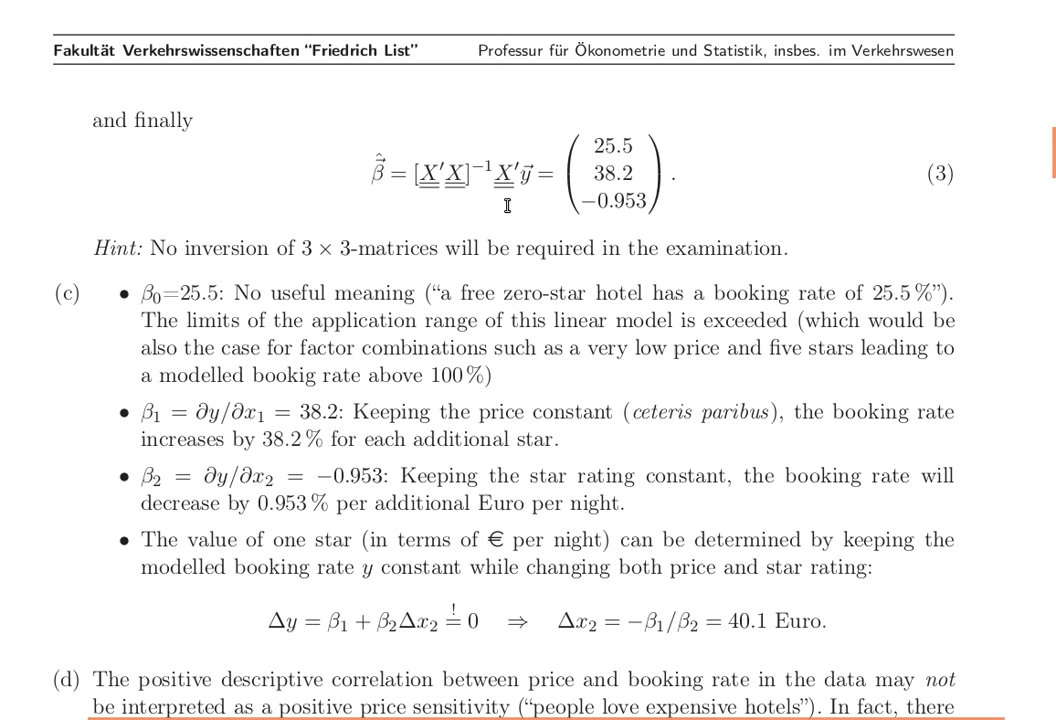 Fakultät Verkehrswissenschaften “Friedrich List” Professur für Ökonometrie und Statistik, insbes. im Verkehrswesen
and finally
\hat{\vec{β}} = [X′X]⁻¹X′y⃗ = (25.5, 38.2, −0.953). (3)
Hint: No inversion of 3 × 3-matrices will be required in the examination.
(c) • β₀=25.5: No useful meaning (“a free zero-star hotel has a booking rate of 25.5 %”).
The limits of the application range of this linear model is exceeded (which would be
also the case for factor combinations such as a very low price and five stars leading to
a modelled bookig rate above 100 %)
• β₁ = ∂y/∂x₁ = 38.2: Keeping the price constant (ceteris paribus), the booking rate
increases by 38.2 % for each additional star.
• β₂ = ∂y/∂x₂ = −0.953: Keeping the star rating constant, the booking rate will
decrease by 0.953 % per additional Euro per night.
• The value of one star (in terms of € per night) can be determined by keeping the
modelled booking rate y constant while changing both price and star rating:
Δy = β₁ + β₂Δx₂ =! 0 ⇒ Δx₂ = −β₁/β₂ = 40.1 Euro.
(d) The positive descriptive correlation between price and booking rate in the data may not
be interpreted as a positive price sensitivity (“people love expensive hotels”). In fact, there